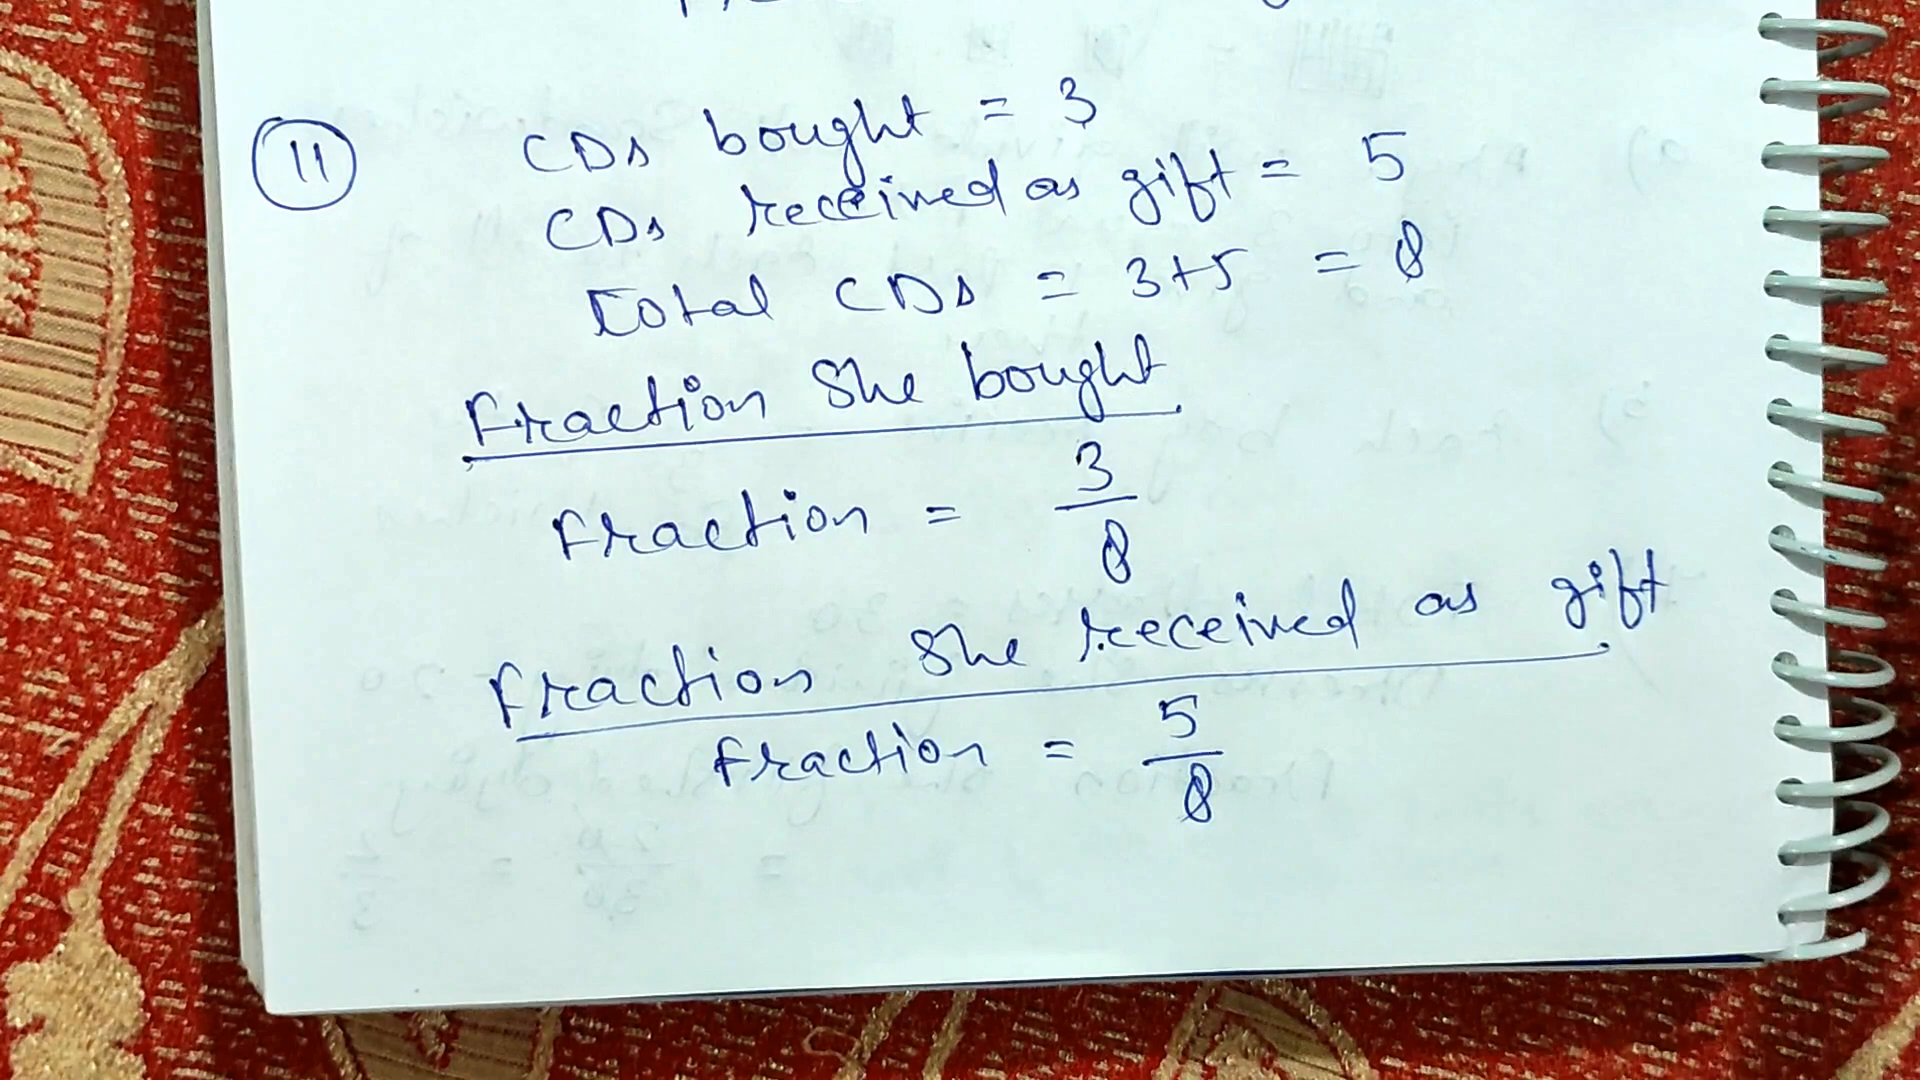 11 CDs bought = 3
CDs received as gift = 5
Total CDs = 3+5 = 8
Fraction She bought
Fraction = 3/8
Fraction She received as gift
Fraction = 5/8